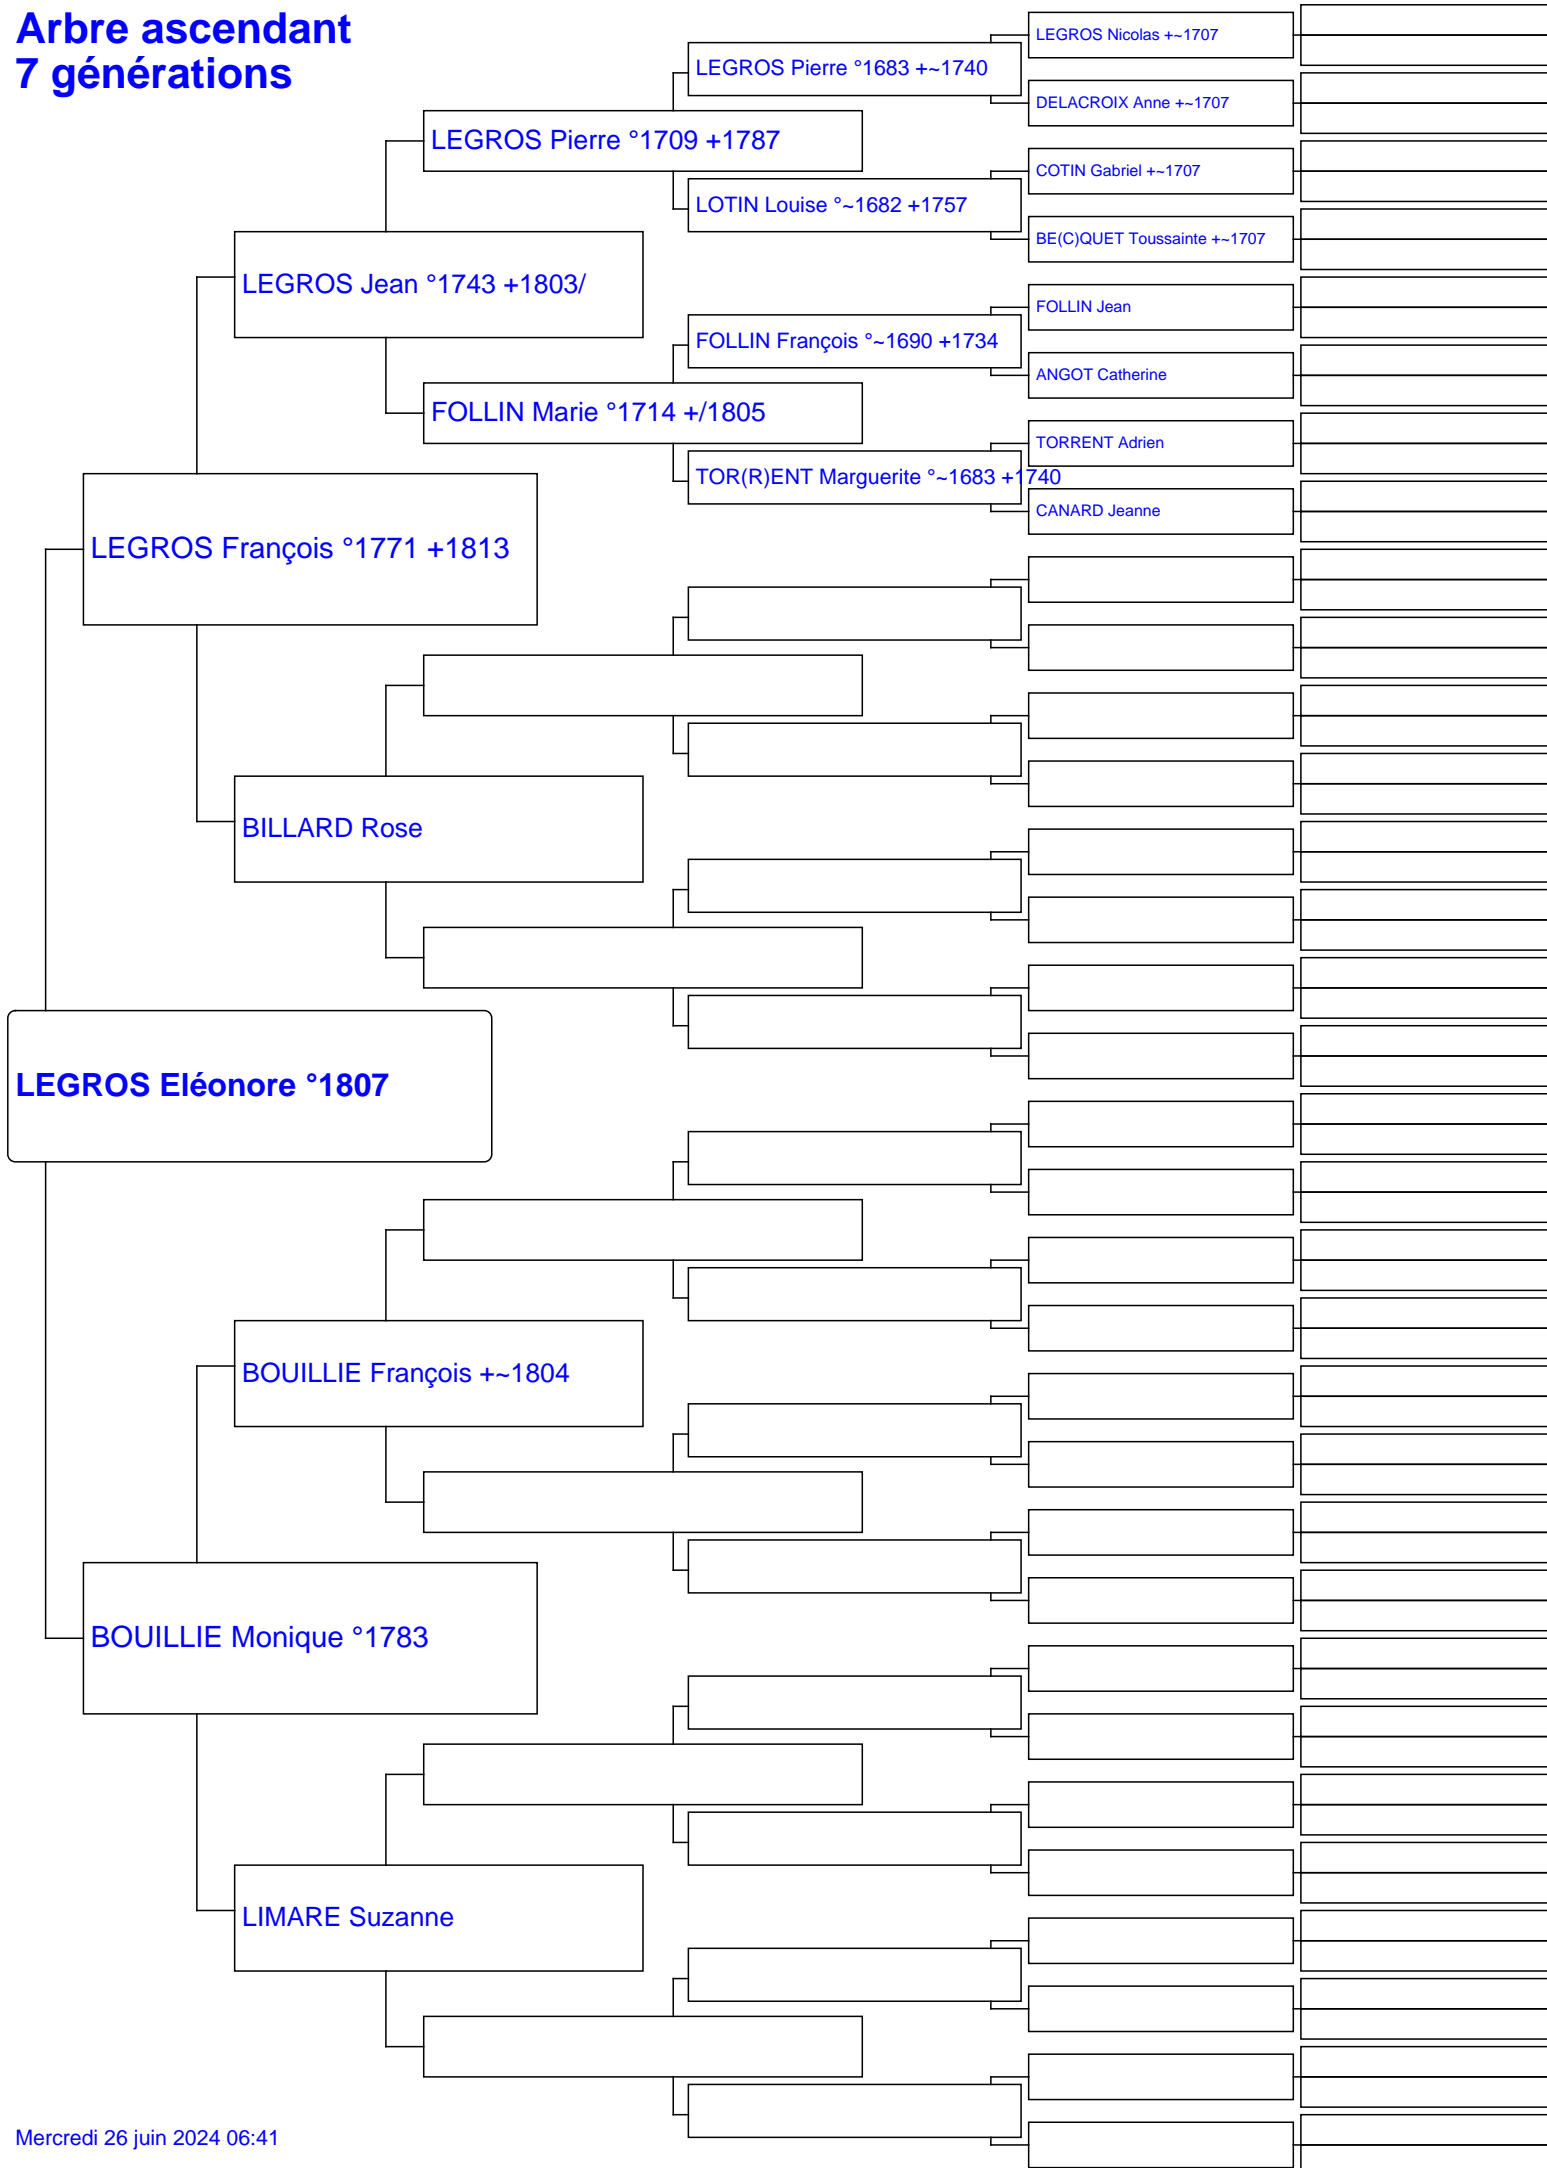 Arbre ascendant
7 générations
LEGROS Nicolas +~1707
LEGROS Pierre °1683 +~1740
DELACROIX Anne +~1707
LEGROS Pierre °1709 +1787
COTIN Gabriel +~1707
LOTIN Louise °~1682 +1757
BE(C)QUET Toussainte +~1707
LEGROS Jean °1743 +1803/
FOLLIN Jean
FOLLIN François °~1690 +1734
ANGOT Catherine
FOLLIN Marie °1714 +/1805
TORRENT Adrien
TOR(R)ENT Marguerite °~1683 +1740
CANARD Jeanne
LEGROS François °1771 +1813
BILLARD Rose
LEGROS Eléonore °1807
BOUILLIE François +~1804
BOUILLIE Monique °1783
LIMARE Suzanne
Mercredi 26 juin 2024 06:41